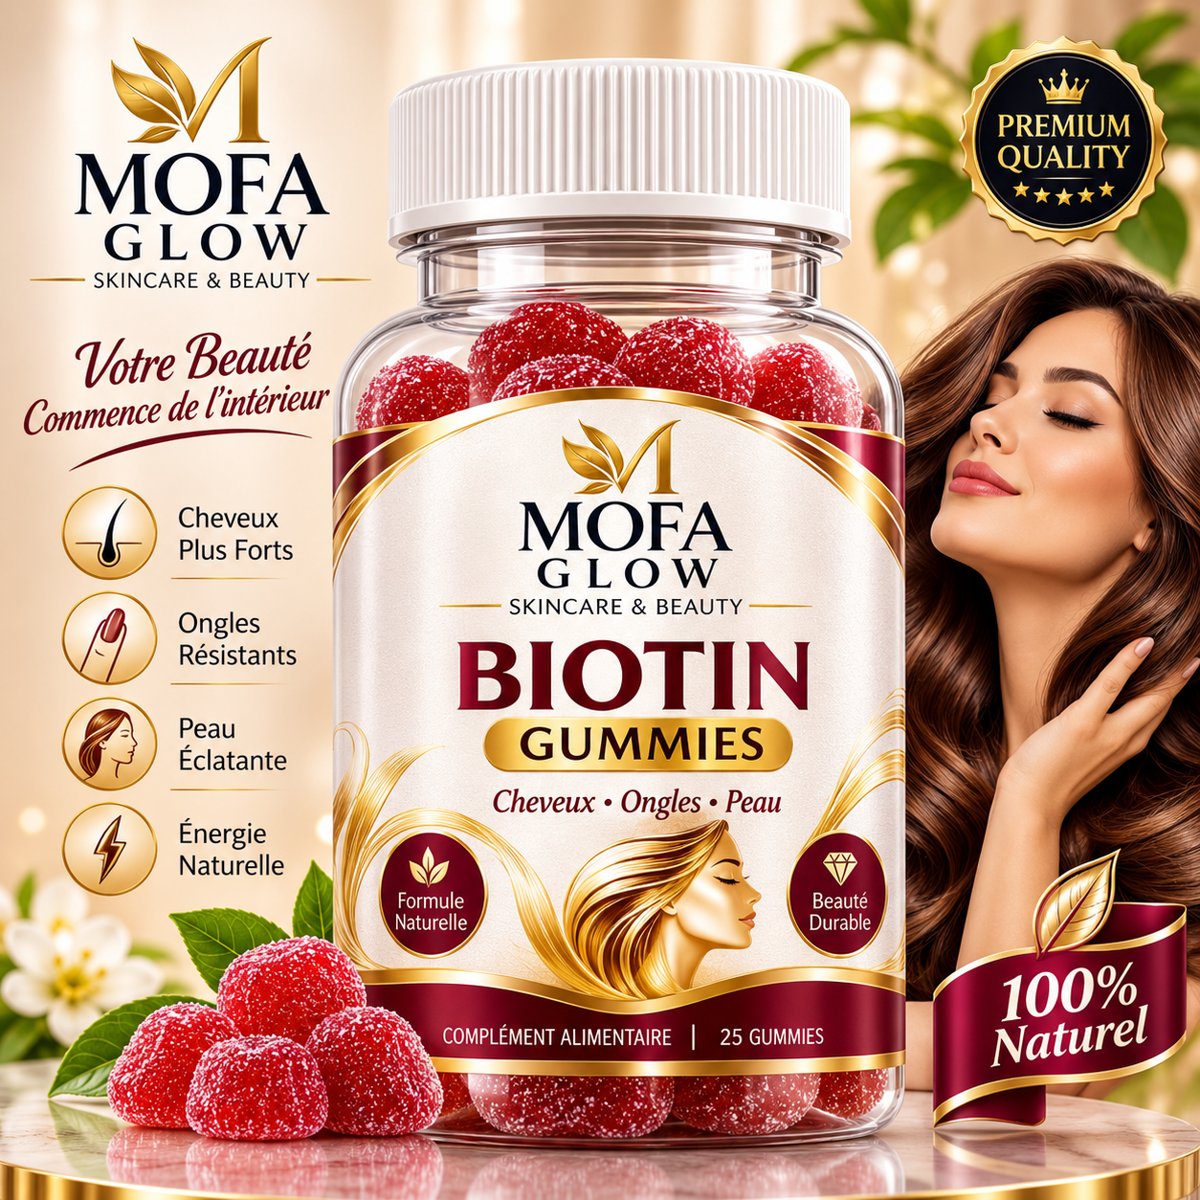 MOFA
GLOW
SKINCARE & BEAUTY
Votre Beauté
Commence de l'intérieur
Cheveux
Plus Forts
Ongles
Résistants
Peau
Éclatante
Énergie
Naturelle
PREMIUM
QUALITY
MOFA
GLOW
SKINCARE & BEAUTY
BIOTIN
GUMMIES
Cheveux • Ongles • Peau
Formule
Naturelle
Beauté
Durable
COMPLÉMENT ALIMENTAIRE | 25 GUMMIES
100%
Naturel